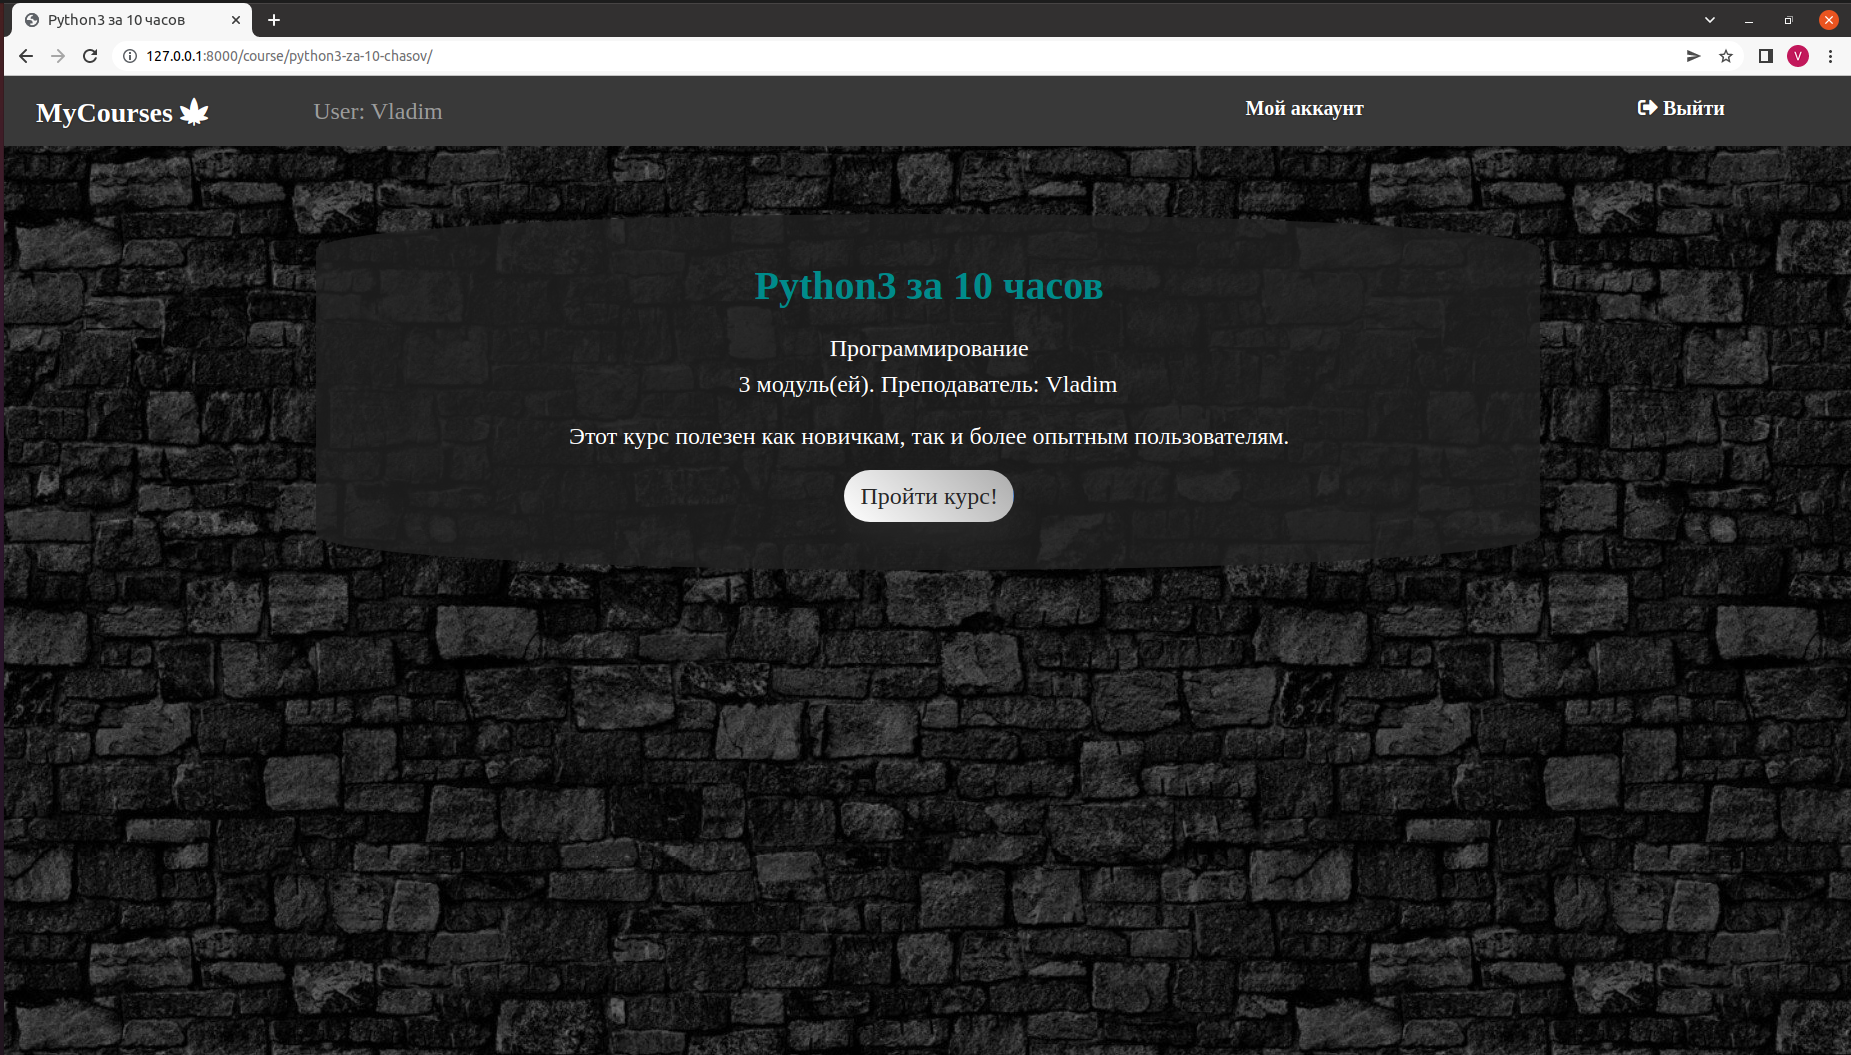 Python3 за 10 часов
127.0.0.1:8000/course/python3-za-10-chasov/
V
MyCourses
User: Vladim
Мой аккаунт
Выйти
Python3 за 10 часов
Программирование
3 модуль(ей). Преподаватель: Vladim
Этот курс полезен как новичкам, так и более опытным пользователям.
Пройти курс!